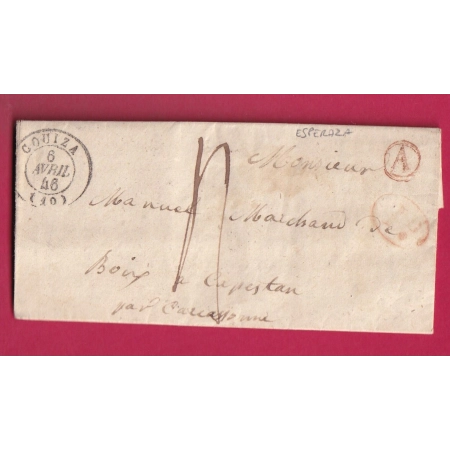 ESPERAZA
COUIZA
6
AVRIL
46
(10)
A
Monsieur
Manuel Marchand de
Bois a Capestan
par Carcassonne